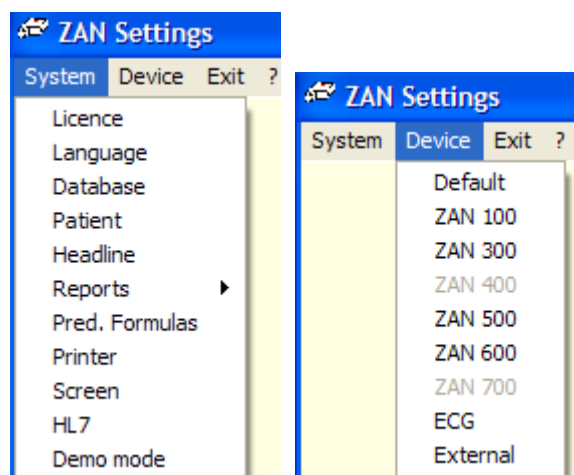 ZAN Settings
System Device Exit ?
Licence
Language
Database
Patient
Headline
Reports
Pred. Formulas
Printer
Screen
HL7
Demo mode
ZAN Settings
System Device Exit ?
Default
ZAN 100
ZAN 300
ZAN 400
ZAN 500
ZAN 600
ZAN 700
ECG
External